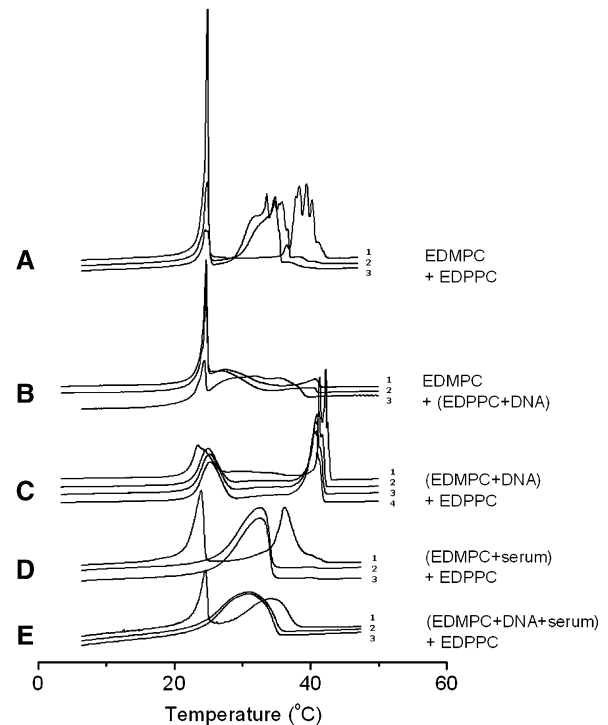 A
1
2
3
EDMPC
+ EDPPC
B
1
2
3
EDMPC
+ (EDPPC+DNA)
C
1
2
3
4
(EDMPC+DNA)
+ EDPPC
D
1
2
3
(EDMPC+serum)
+ EDPPC
E
1
2
3
(EDMPC+DNA+serum)
+ EDPPC
0 20 40 60
Temperature (°C)